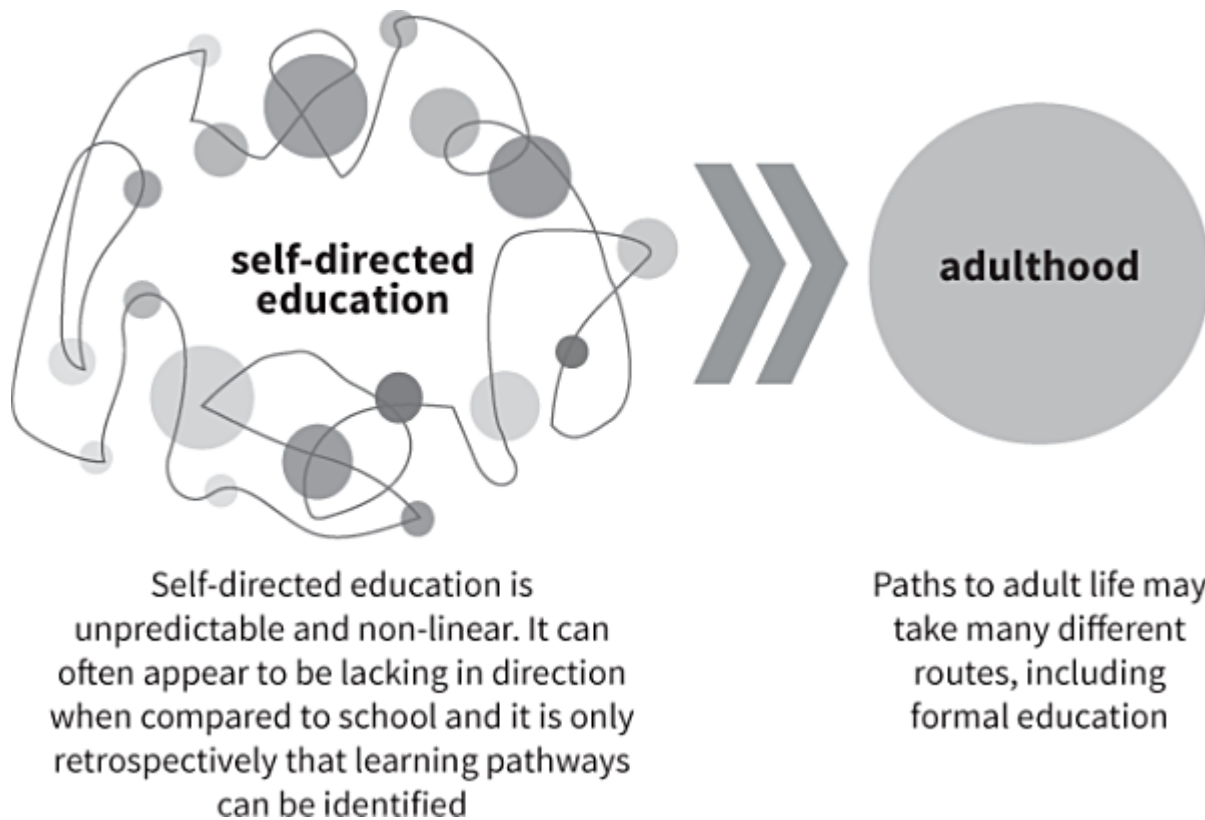 self-directed
education
adulthood
Self-directed education is
unpredictable and non-linear. It can
often appear to be lacking in direction
when compared to school and it is only
retrospectively that learning pathways
can be identified
Paths to adult life may
take many different
routes, including
formal education